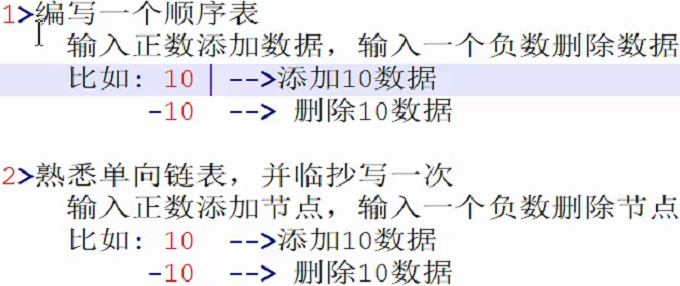 1>编写一个顺序表
输入正数添加数据，输入一个负数删除数据
比如: 10 -->添加10数据
-10 --> 删除10数据
2>熟悉单向链表，并临抄写一次
输入正数添加节点，输入一个负数删除节点
比如: 10 -->添加10数据
-10 --> 删除10数据